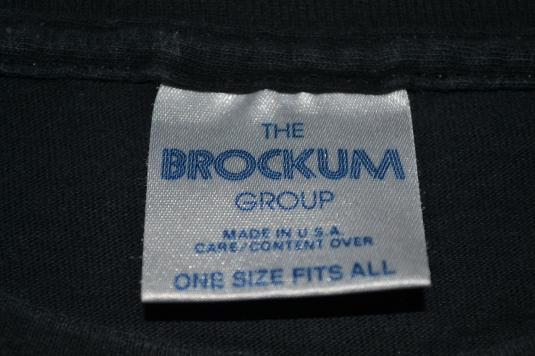 THE
BROCKUM
GROUP
MADE IN U.S.A.
CARE/CONTENT OVER
ONE SIZE FITS ALL